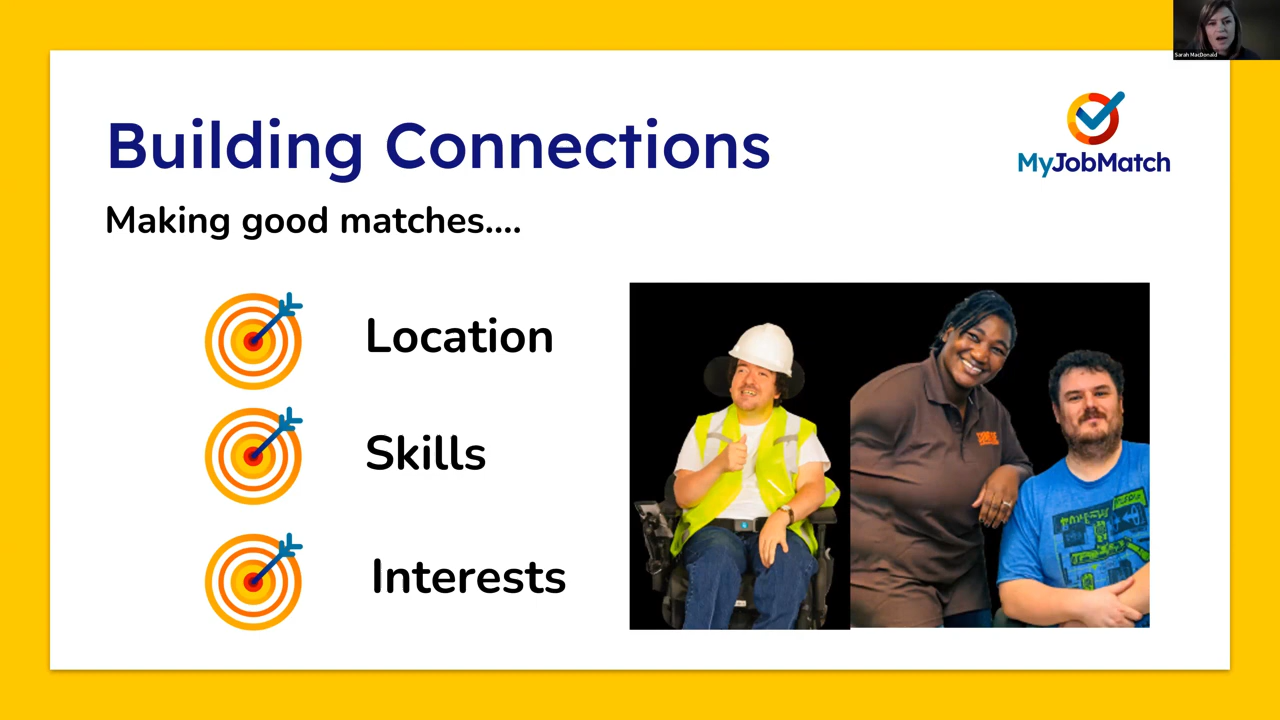 Sarah MacDonald
Building Connections
MyJobMatch
Making good matches....
Location
Skills
Interests